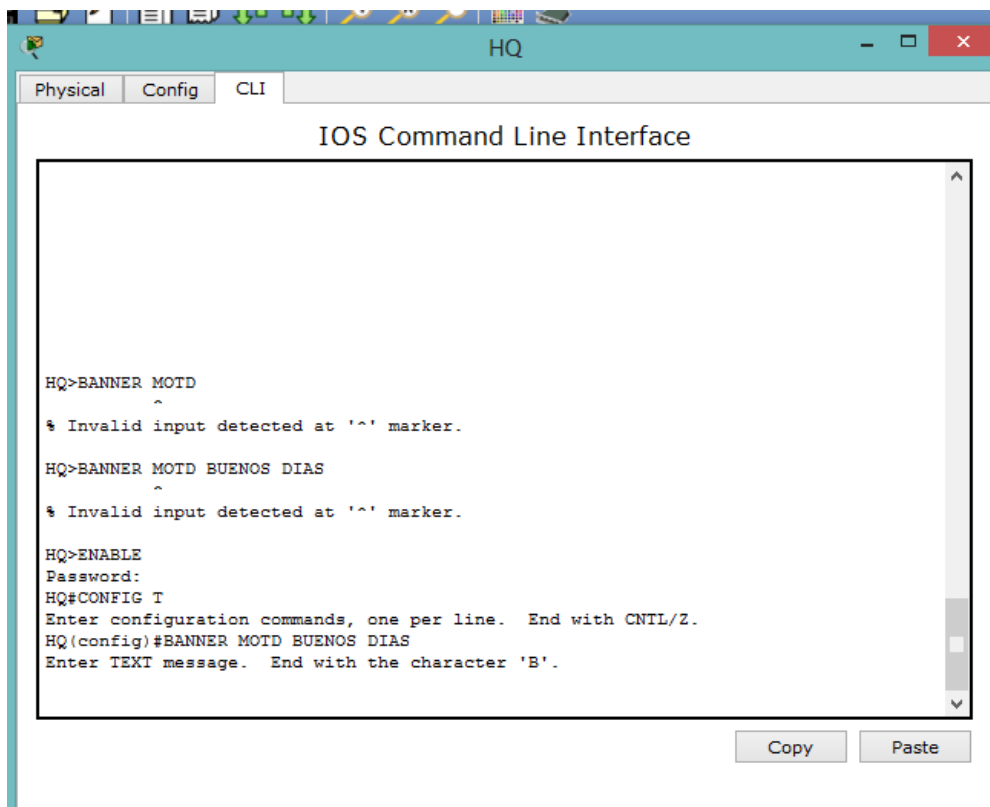 HQ
Physical Config CLI
IOS Command Line Interface
HQ>BANNER MOTD
^
% Invalid input detected at '^' marker.
HQ>BANNER MOTD BUENOS DIAS
^
% Invalid input detected at '^' marker.
HQ>ENABLE
Password:
HQ#CONFIG T
Enter configuration commands, one per line.  End with CNTL/Z.
HQ(config)#BANNER MOTD BUENOS DIAS
Enter TEXT message.  End with the character 'B'.
Copy Paste